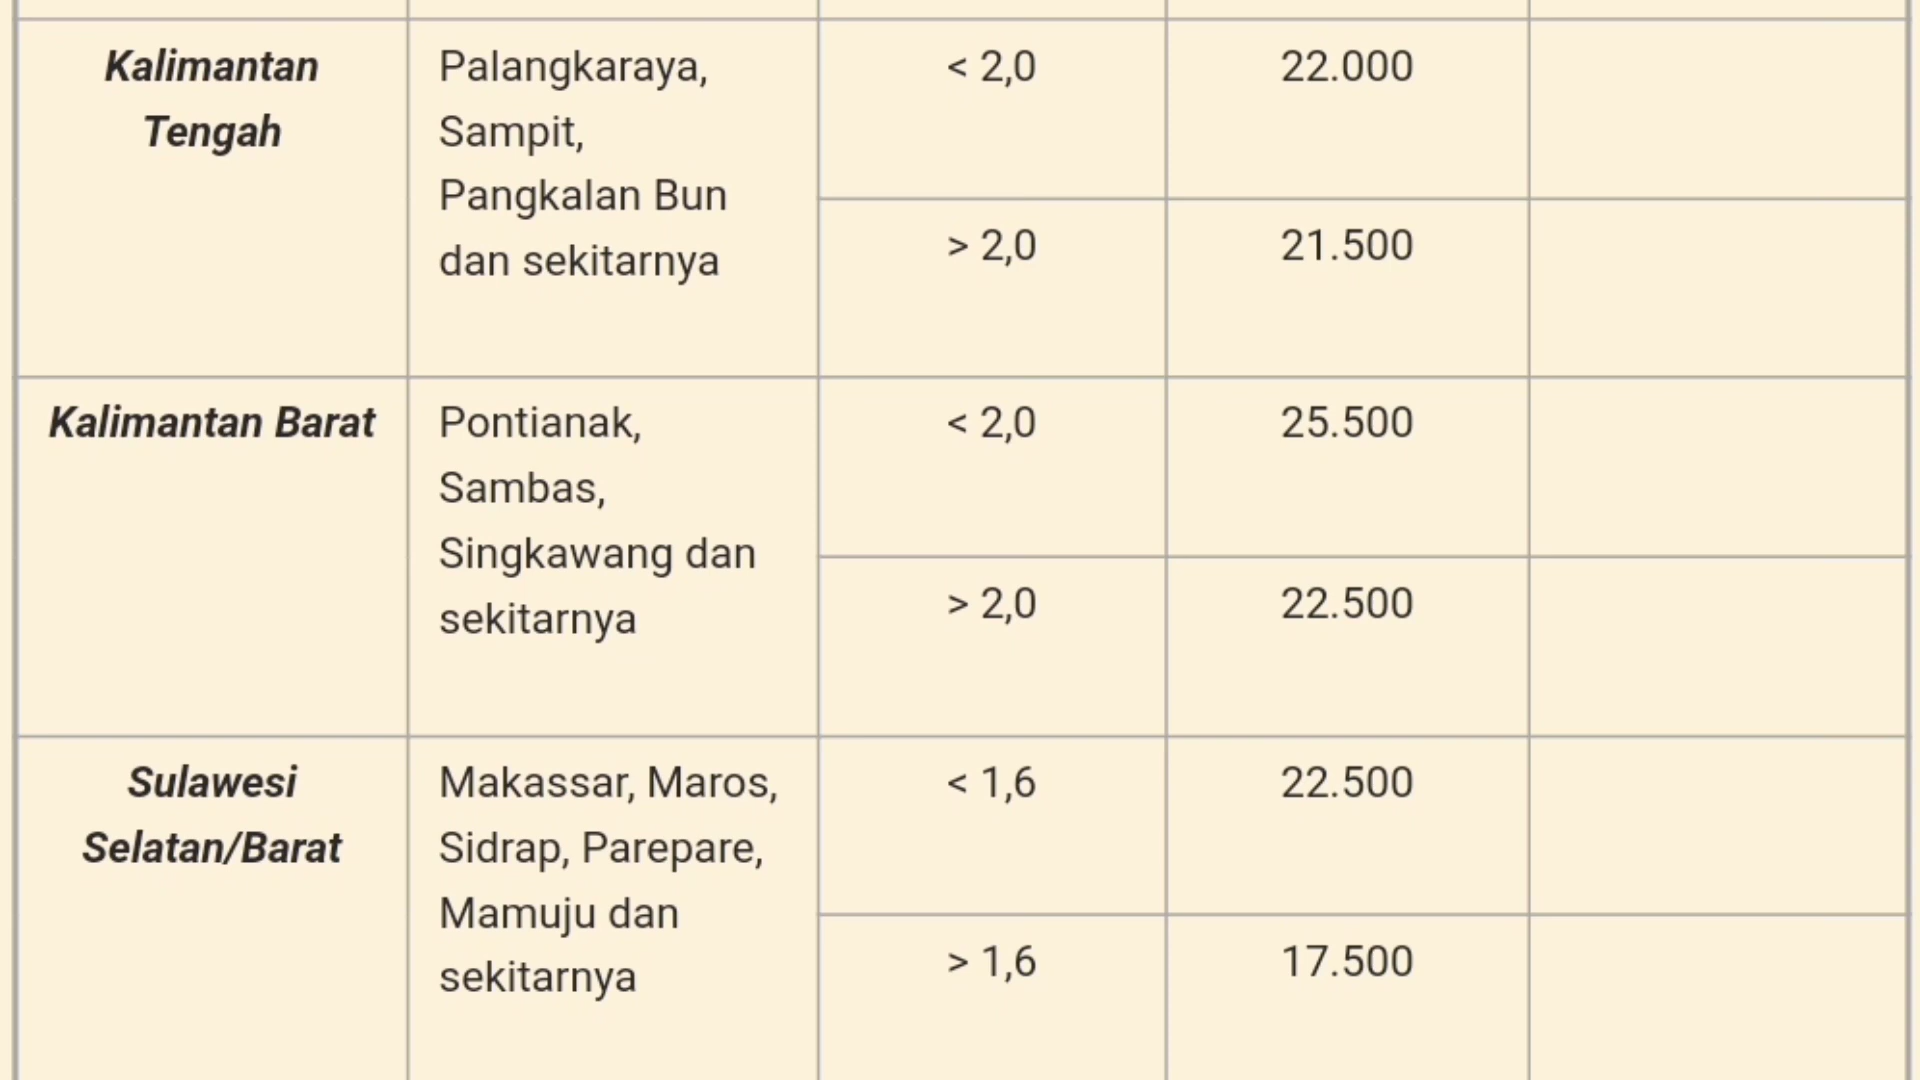 Kalimantan
Tengah
Palangkaraya,
Sampit,
Pangkalan Bun
dan sekitarnya
< 2,0
22.000
> 2,0
21.500
Kalimantan Barat
Pontianak,
Sambas,
Singkawang dan
sekitarnya
< 2,0
25.500
> 2,0
22.500
Sulawesi
Selatan/Barat
Makassar, Maros,
Sidrap, Parepare,
Mamuju dan
sekitarnya
< 1,6
22.500
> 1,6
17.500